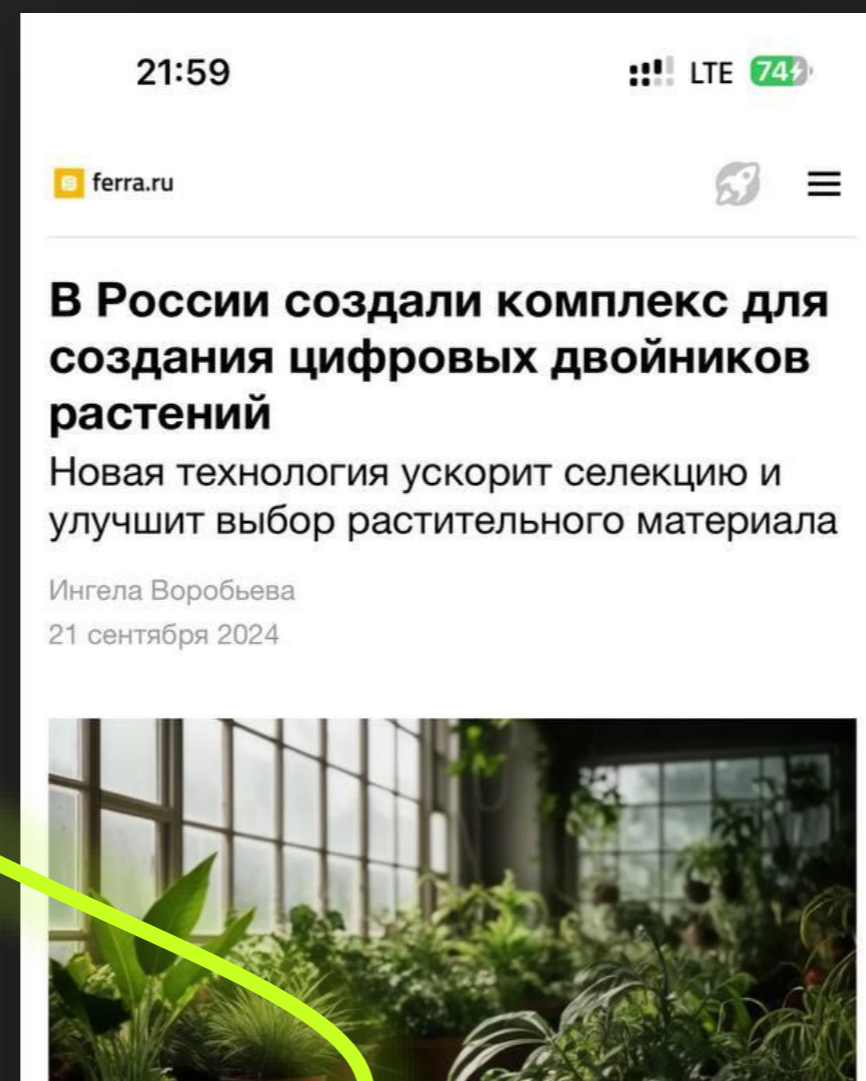 21:59
LTE 74
ferra.ru
В России создали комплекс для
создания цифровых двойников
растений
Новая технология ускорит селекцию и
улучшит выбор растительного материала
Ингела Воробьева
21 сентября 2024